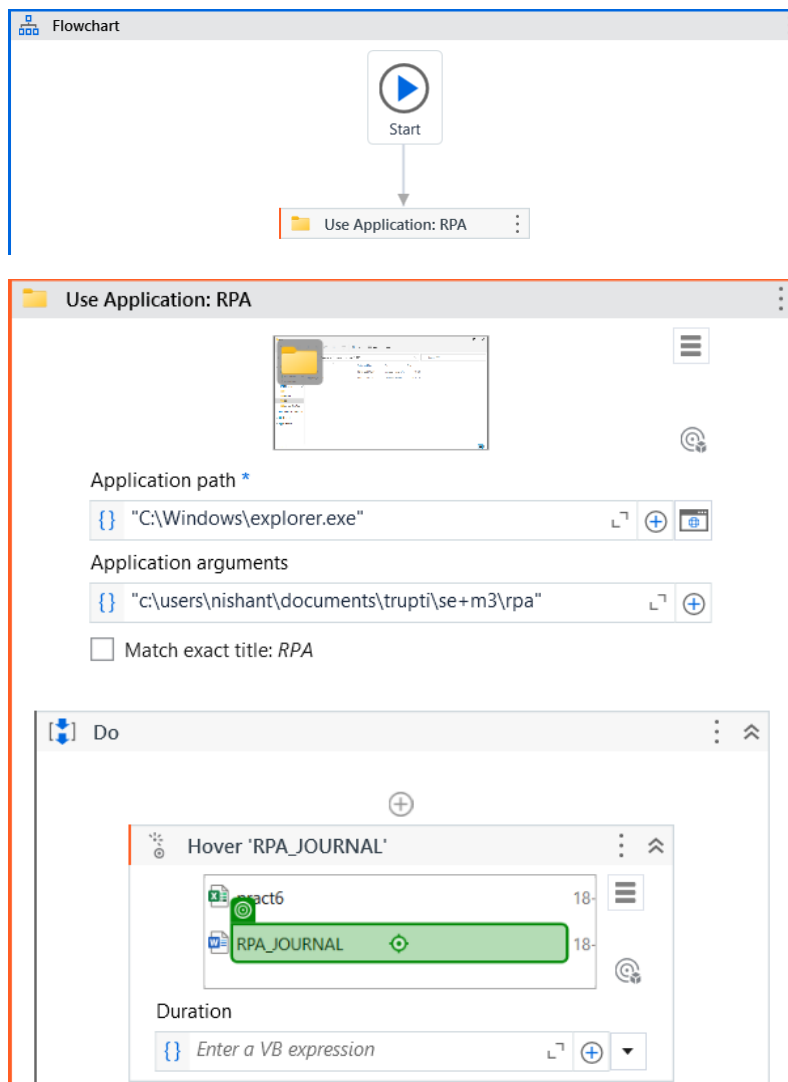 Flowchart
Start
Use Application: RPA
Use Application: RPA
Application path *
{} "C:\Windows\explorer.exe"
Application arguments
{} "c:\users\nishant\documents\trupti\se+m3\rpa"
Match exact title: RPA
Do
Hover 'RPA_JOURNAL'
pract6 18-
RPA_JOURNAL 18-
Duration
{} Enter a VB expression